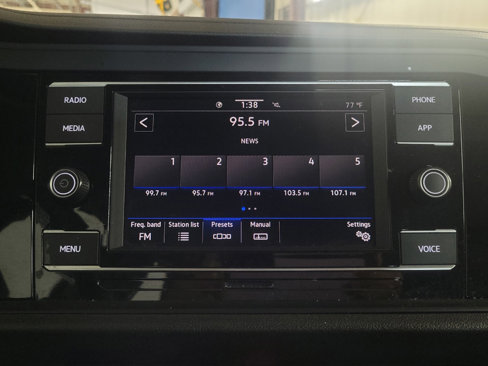 RADIO
MEDIA
MENU
1:38
77 °F
95.5 FM
NEWS
1 2 3 4 5
99.7 FM 95.7 FM 97.1 FM 103.5 FM 107.1 FM
Freq. band Station list Presets Manual Settings
FM
PHONE
APP
VOICE